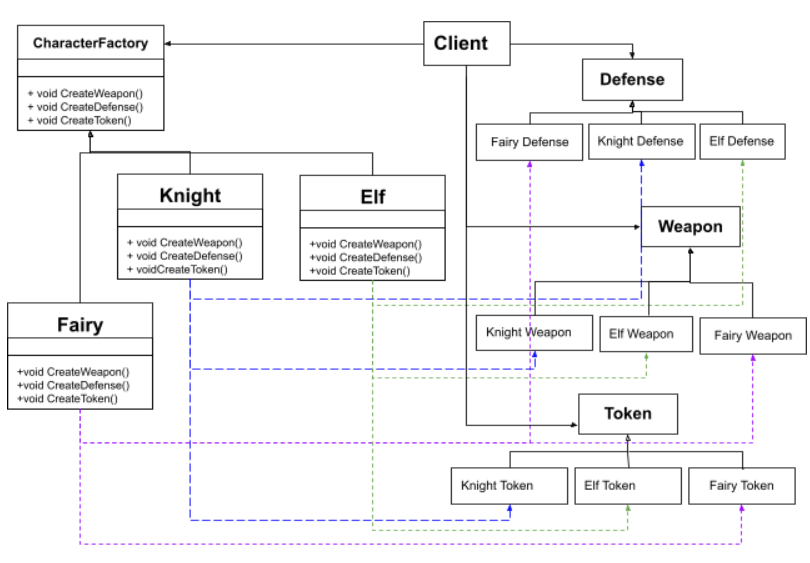 CharacterFactory
+ void CreateWeapon()
+ void CreateDefense()
+ void CreateToken()
Client
Defense
Fairy Defense
Knight Defense
Elf Defense
Knight
+ void CreateWeapon()
+ void CreateDefense()
+ voidCreateToken()
Elf
+void CreateWeapon()
+void CreateDefense()
+void CreateToken()
Weapon
Knight Weapon
Elf Weapon
Fairy Weapon
Fairy
+void CreateWeapon()
+void CreateDefense()
+void CreateToken()
Token
Knight Token
Elf Token
Fairy Token